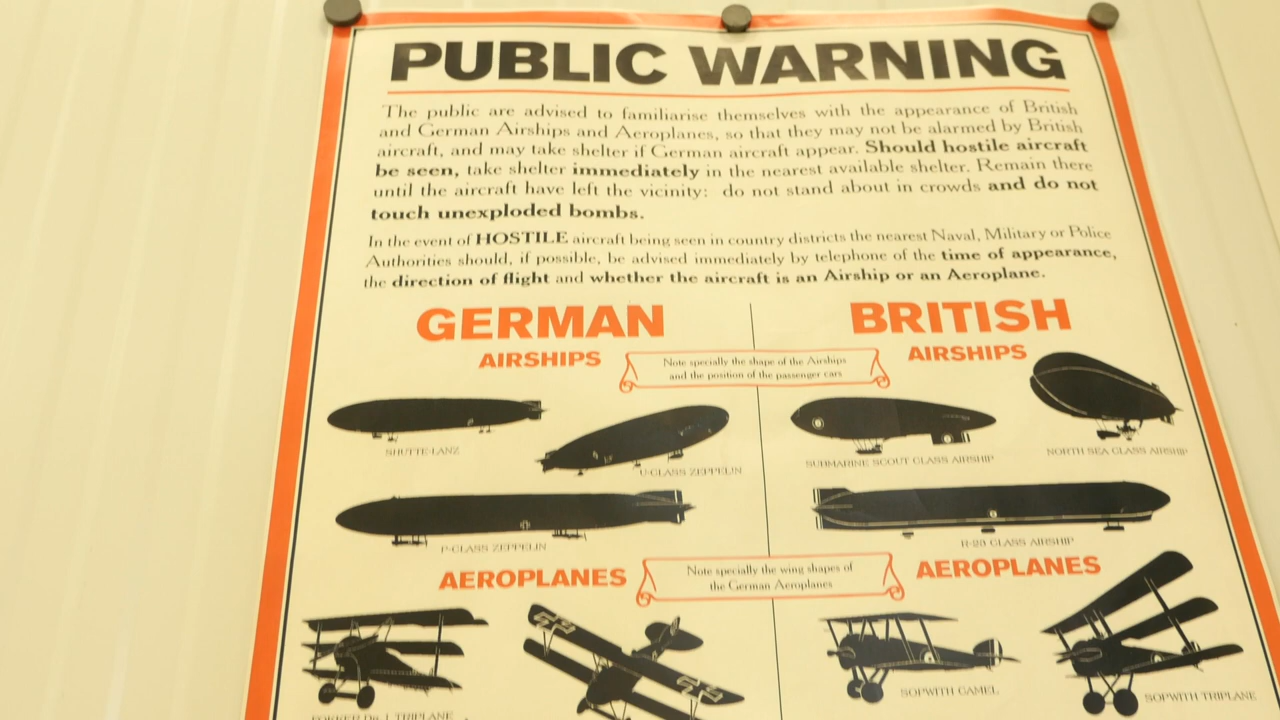 PUBLIC WARNING
The public are advised to familiarise themselves with the appearance of British
and German Airships and Aeroplanes, so that they may not be alarmed by British
aircraft, and may take shelter if German aircraft appear. Should hostile aircraft
be seen, take shelter immediately in the nearest available shelter. Remain there
until the aircraft have left the vicinity: do not stand about in crowds and do not
touch unexploded bombs.
In the event of HOSTILE aircraft being seen in country districts the nearest Naval, Military or Police
Authorities should, if possible, be advised immediately by telephone of the time of appearance,
the direction of flight and whether the aircraft is an Airship or an Aeroplane.
GERMAN
BRITISH
AIRSHIPS
Note specially the shape of the Airships
and the position of the passenger cars
AIRSHIPS
SHUTTE-LANZ
U-CLASS ZEPPELIN
SUBMARINE SCOUT CLASS AIRSHIP
NORTH SEA CLASS AIRSHIP
P-CLASS ZEPPELIN
R-23 CLASS AIRSHIP
AEROPLANES
Note specially the wing shapes of
the German Aeroplanes
AEROPLANES
FOKKER DR. 1 TRIPLANE
SOPWITH CAMEL
SOPWITH TRIPLANE